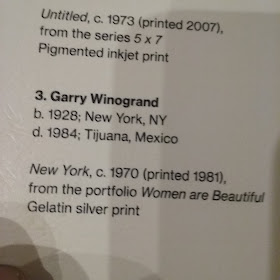 Untitled, c. 1973 (printed 2007),
from the series 5 x 7
Pigmented inkjet print
3. Garry Winogrand
b. 1928; New York, NY
d. 1984; Tijuana, Mexico
New York, c. 1970 (printed 1981),
from the portfolio Women are Beautiful
Gelatin silver print